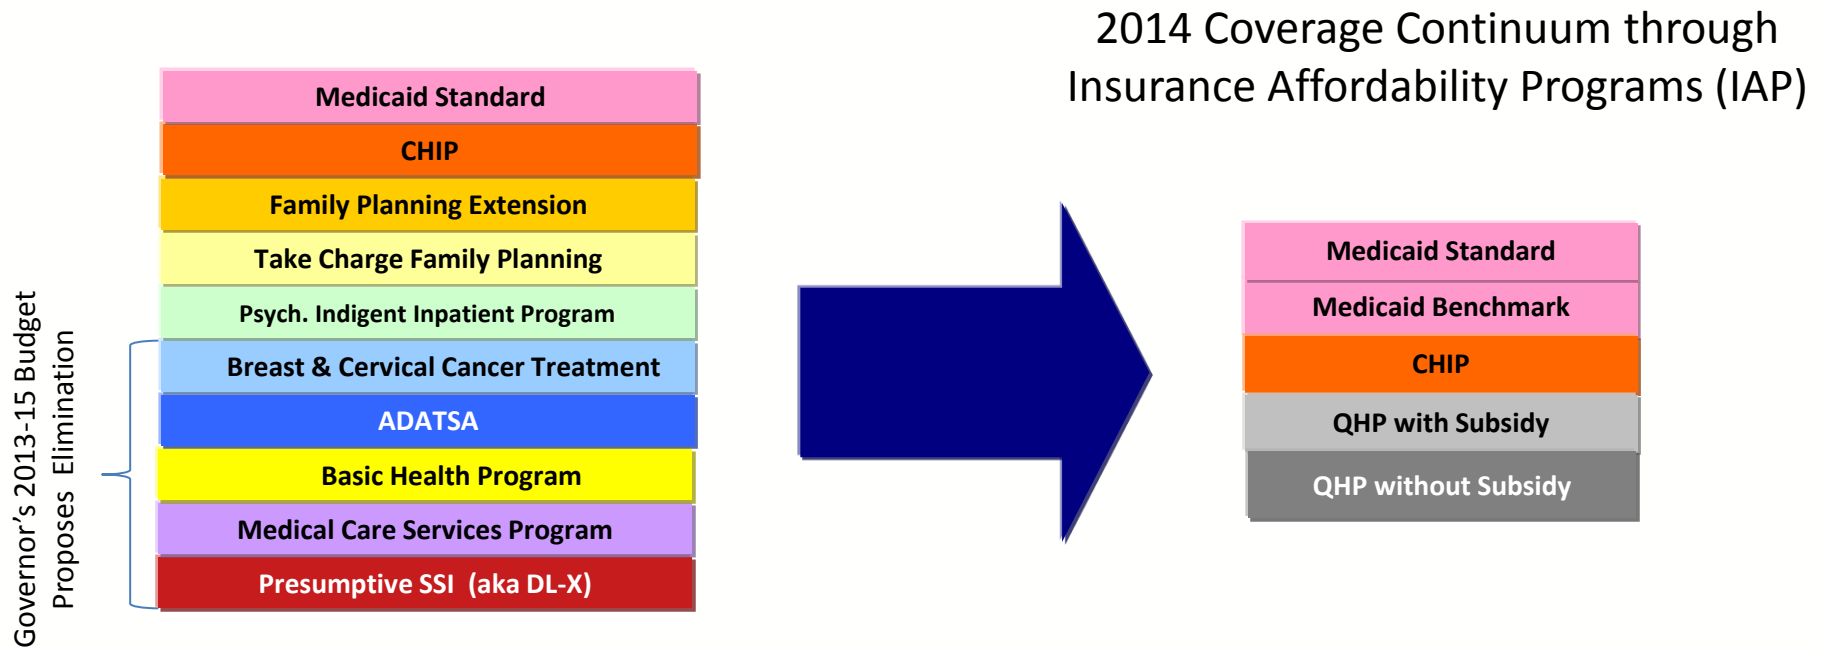 2014 Coverage Continuum through
Insurance Affordability Programs (IAP)
Medicaid Standard
CHIP
Family Planning Extension
Take Charge Family Planning
Psych. Indigent Inpatient Program
Breast & Cervical Cancer Treatment
ADATSA
Basic Health Program
Medical Care Services Program
Presumptive SSI (aka DL-X)
Governor's 2013-15 Budget
Proposes Elimination
Medicaid Standard
Medicaid Benchmark
CHIP
QHP with Subsidy
QHP without Subsidy